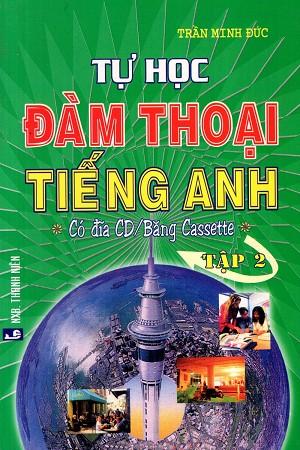 TRẦN MINH ĐỨC
TỰ HỌC
ĐÀM THOẠI
TIẾNG ANH
* Có đĩa CD/Băng Cassette *
TẬP 2
NXB. THANH NIÊN